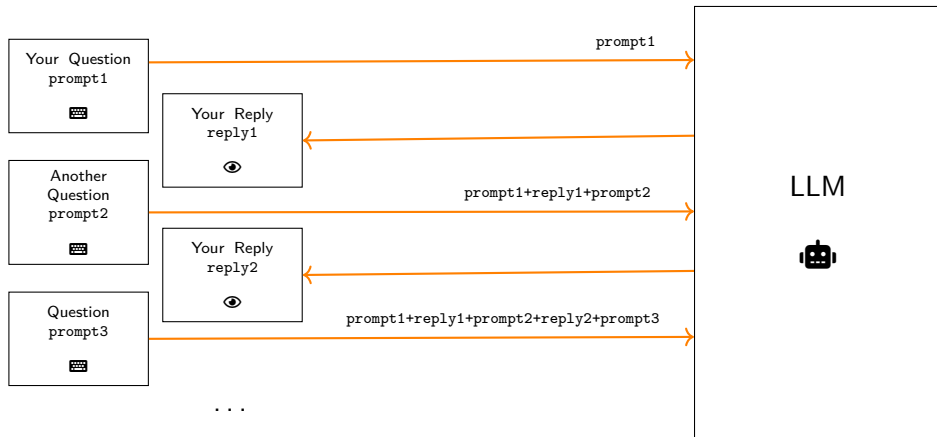 prompt1
Your Question
prompt1
Your Reply
reply1
Another
Question
prompt2
prompt1+reply1+prompt2
LLM
Your Reply
reply2
Question
prompt3
prompt1+reply1+prompt2+reply2+prompt3
...